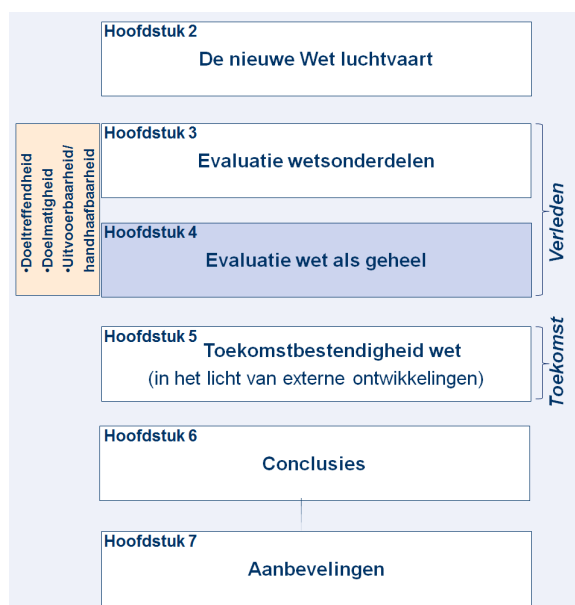 Hoofdstuk 2
De nieuwe Wet luchtvaart
•Doeltreffendheid
•Doelmatigheid
•Uitvooerbaarheid/
handhaafbaarheid
Hoofdstuk 3
Evaluatie wetsonderdelen
Hoofdstuk 4
Evaluatie wet als geheel
Verleden
Hoofdstuk 5
Toekomstbestendigheid wet
(in het licht van externe ontwikkelingen)
Toekomst
Hoofdstuk 6
Conclusies
Hoofdstuk 7
Aanbevelingen